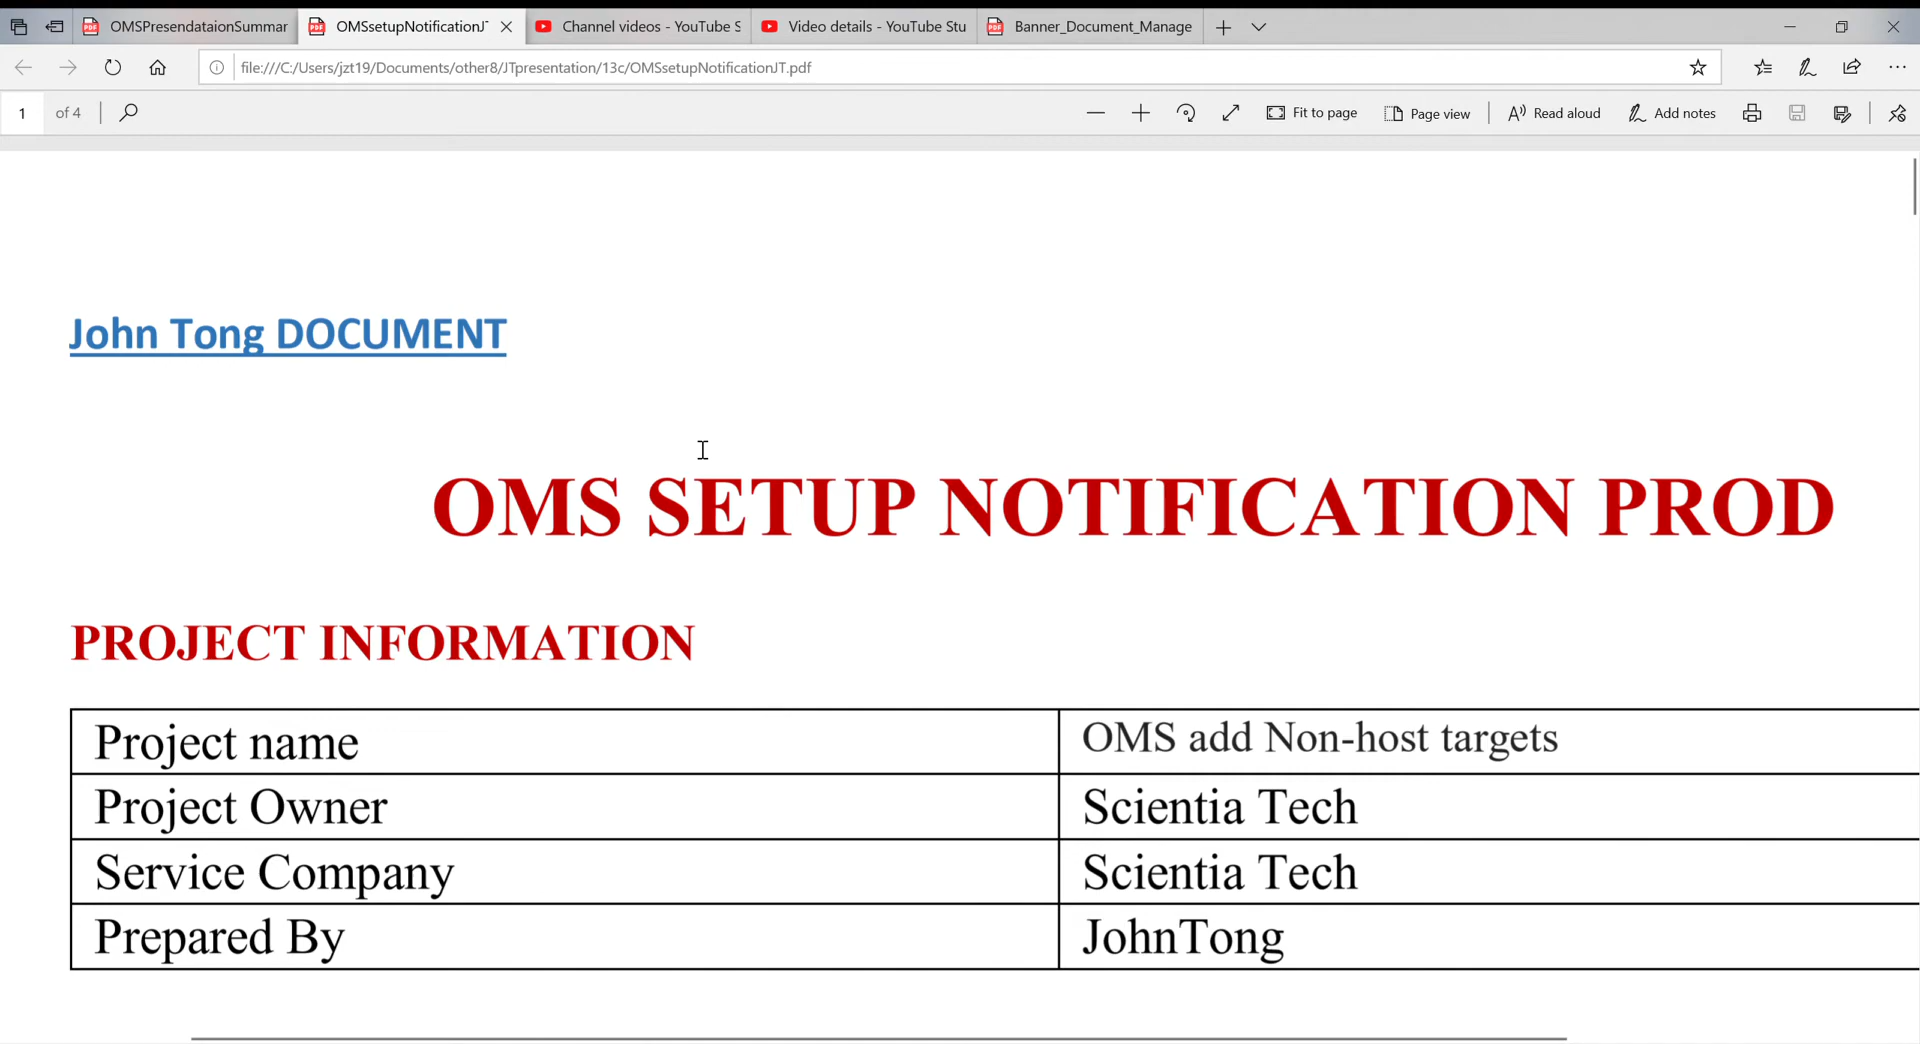 OMSPresendataionSummar
OMSsetupNotificationJT
Channel videos - YouTube S
Video details - YouTube Stu
Banner_Document_Manage
file:///C:/Users/jzt19/Documents/other8/JTpresentation/13c/OMSsetupNotificationJT.pdf
1 of 4
Fit to page
Page view
Read aloud
Add notes
John Tong DOCUMENT
OMS SETUP NOTIFICATION PROD
PROJECT INFORMATION
Project name OMS add Non-host targets
Project Owner Scientia Tech
Service Company Scientia Tech
Prepared By JohnTong